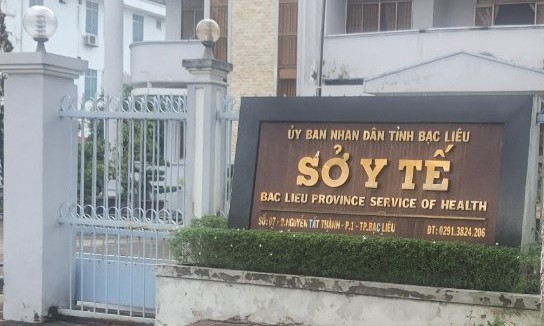 ỦY BAN NHÂN DÂN TỈNH BẠC LIÊU
SỞ Y TẾ
BAC LIEU PROVINCE SERVICE OF HEALTH
SỐ: 07 - Đ.NGUYỄN TẤT THÀNH - P.1 - TP.BẠC LIÊU ĐT: 0291.3824.206